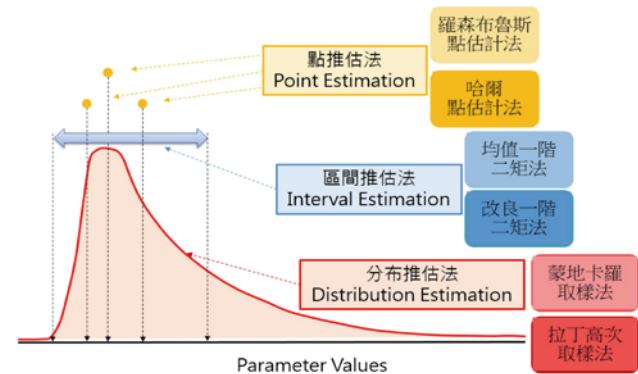 羅森布魯斯
點估計法
點推估法
Point Estimation
哈爾
點估計法
均值一階
二矩法
區間推估法
Interval Estimation
改良一階
二矩法
分布推估法
Distribution Estimation
蒙地卡羅
取樣法
拉丁高次
取樣法
Parameter Values